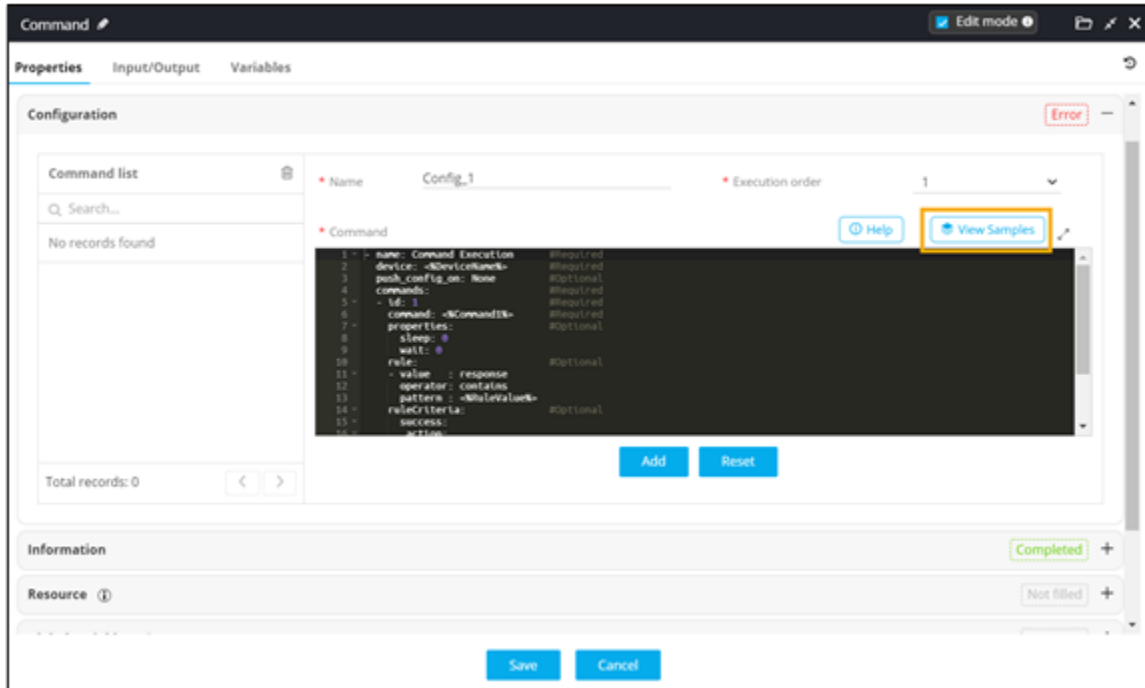 Command
Edit mode
Properties Input/Output Variables
Configuration Error
Command list
* Name Config_1 * Execution order 1
Search...
* Command Help View Samples
No records found
1 - name: Command Execution #Required
2 device: <%DeviceName%> #Required
3 push_config_on: None #Optional
4 commands: #Required
5 - id: 1 #Required
6 command: <%Command1%> #Required
7 properties: #Optional
8 sleep: 0
9 wait: 0
10 rule: #Optional
11 - value : response
12 operator: contains
13 pattern : <%RuleValue%>
14 ruleCriteria: #Optional
15 success:
16 action:
Add Reset
Total records: 0
Information Completed
Resource Not filled
Save Cancel